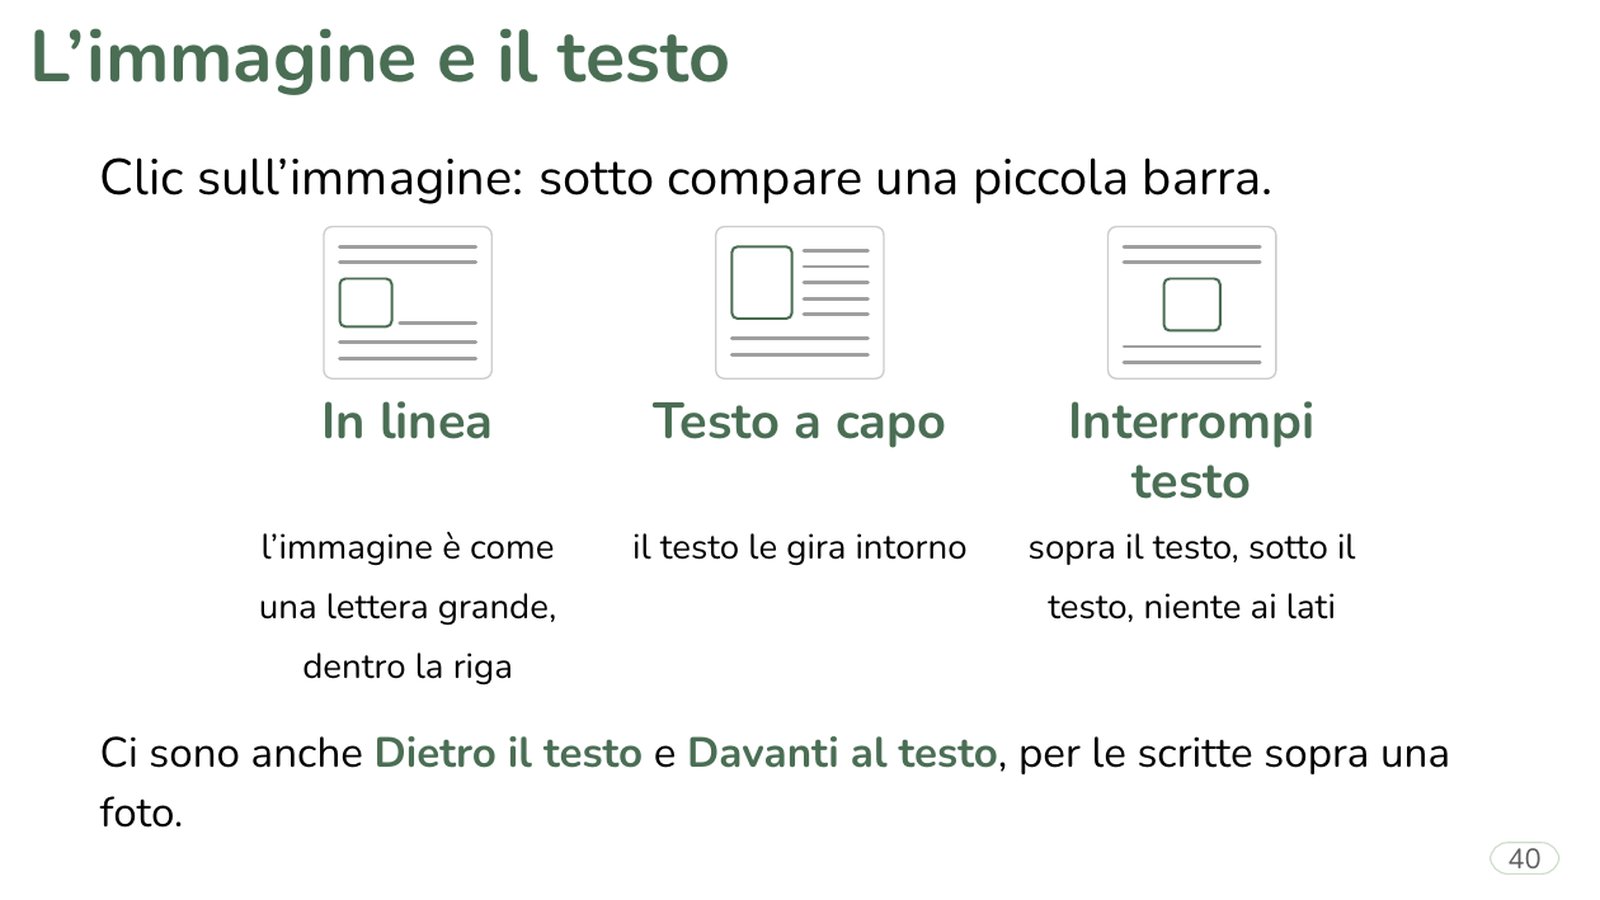 L’immagine e il testo
Clic sull’immagine: sotto compare una piccola barra.
In linea
Testo a capo
Interrompi
testo
l’immagine è come
una lettera grande,
dentro la riga
il testo le gira intorno
sopra il testo, sotto il
testo, niente ai lati
Ci sono anche Dietro il testo e Davanti al testo, per le scritte sopra una
foto.
40